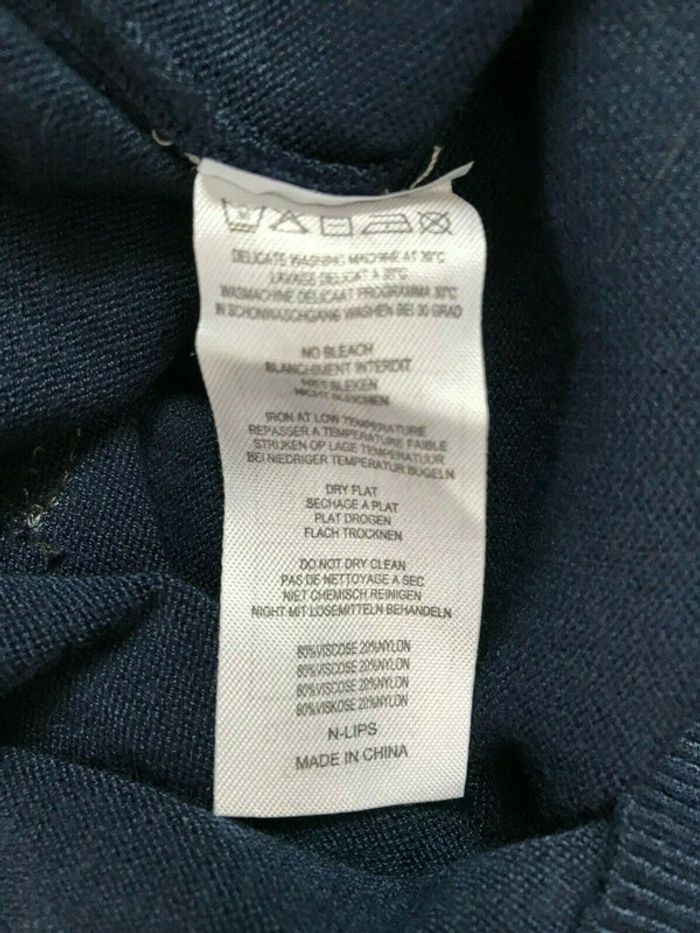 DELICATE WASHING MACHINE AT 30°C
LAVAGE DELICAT A 30°C
WASMACHINE DELICAAT PROGRAMMA 30°C
IN SCHONWASCHGANG WASHEN BEI 30 GRAD
NO BLEACH
BLANCHIMENT INTERDIT
NIET BLEKEN
NICHT BLEICHEN
IRON AT LOW TEMPERATURE
REPASSER A TEMPERATURE FAIBLE
STRIJKEN OP LAGE TEMPERATUUR
BEI NIEDRIGER TEMPERATUR BUGELN
DRY FLAT
SECHAGE A PLAT
PLAT DROGEN
FLACH TROCKNEN
DO NOT DRY CLEAN
PAS DE NETTOYAGE A SEC
NIET CHEMISCH REINIGEN
NIGHT MIT LOSEMITTELN BEHANDELN
80%VISCOSE 20%NYLON
80%VISCOSE 20%NYLON
80%VISCOSE 20%NYLON
80%VISKOSE 20%NYLON
N-LIPS
MADE IN CHINA